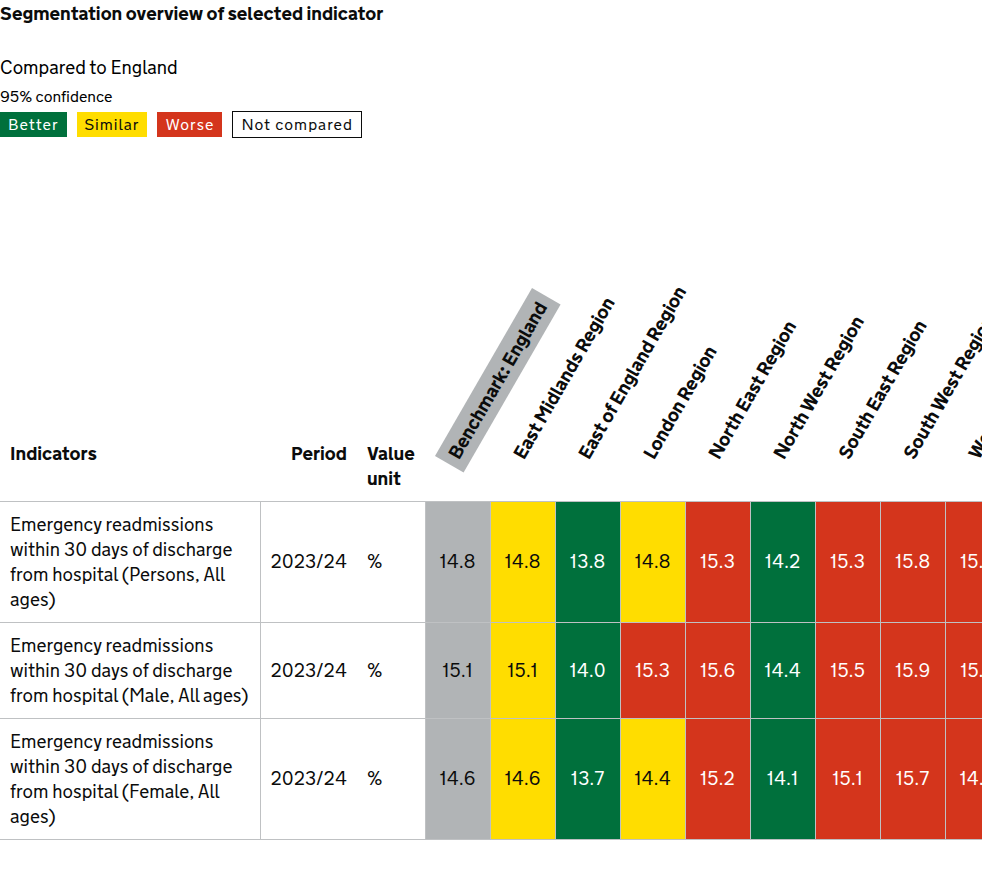 Segmentation overview of selected indicator
Compared to England
95% confidence
Better Similar Worse Not compared
Benchmark: England
East Midlands Region
East of England Region
London Region
North East Region
North West Region
South East Region
South West
Indicators Period Value
unit
Emergency readmissions
within 30 days of discharge
from hospital (Persons, All
ages)
2023/24 % 14.8 14.8 13.8 14.8 15.3 14.2 15.3 15.8 15.
Emergency readmissions
within 30 days of discharge
from hospital (Male, All ages)
2023/24 % 15.1 15.1 14.0 15.3 15.6 14.4 15.5 15.9 15.
Emergency readmissions
within 30 days of discharge
from hospital (Female, All
ages)
2023/24 % 14.6 14.6 13.7 14.4 15.2 14.1 15.1 15.7 14.